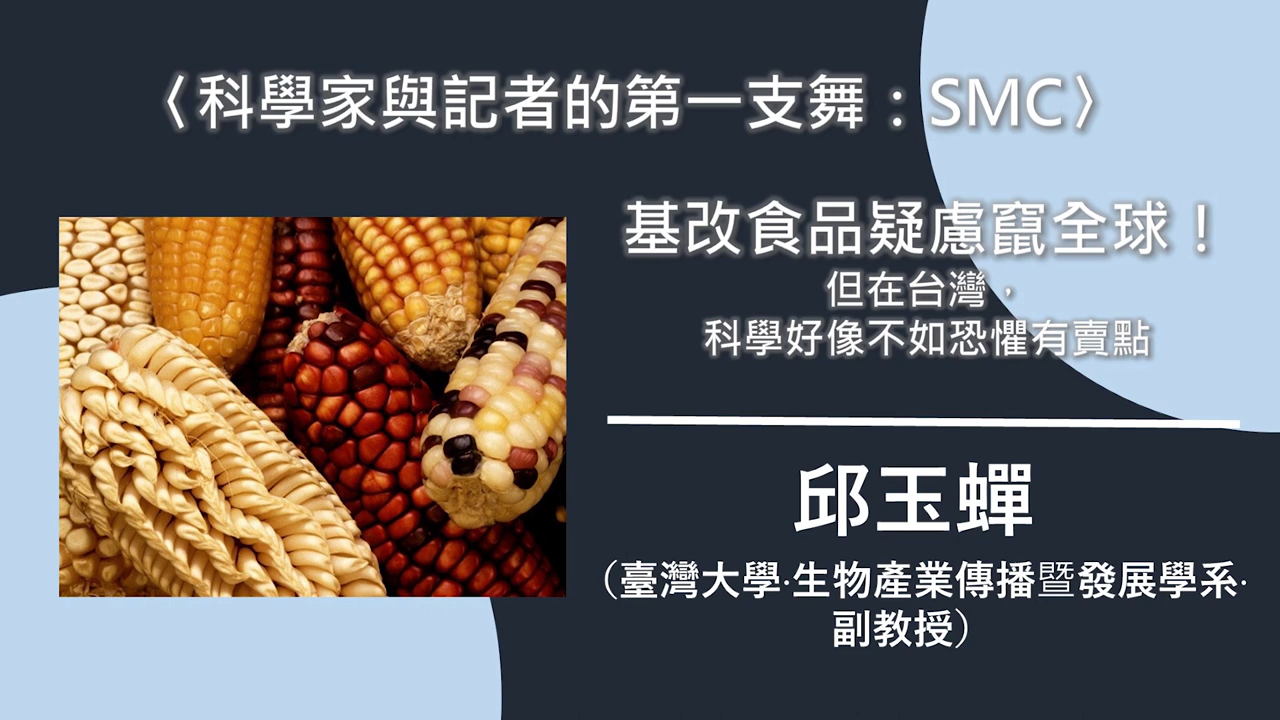 〈科學家與記者的第一支舞：SMC〉
基改食品疑慮竄全球！
但在台灣，
科學好像不如恐懼有賣點
邱玉蟬
（臺灣大學·生物產業傳播暨發展學系·
副教授）